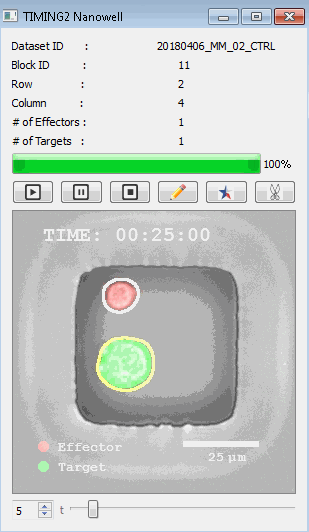 TIMING2 Nanowell
Dataset ID : 20180406_MM_02_CTRL
Block ID : 11
Row : 2
Column : 4
# of Effectors : 1
# of Targets : 1
100%
TIME: 00:25:00
Effector
Target
25 μm
5 t